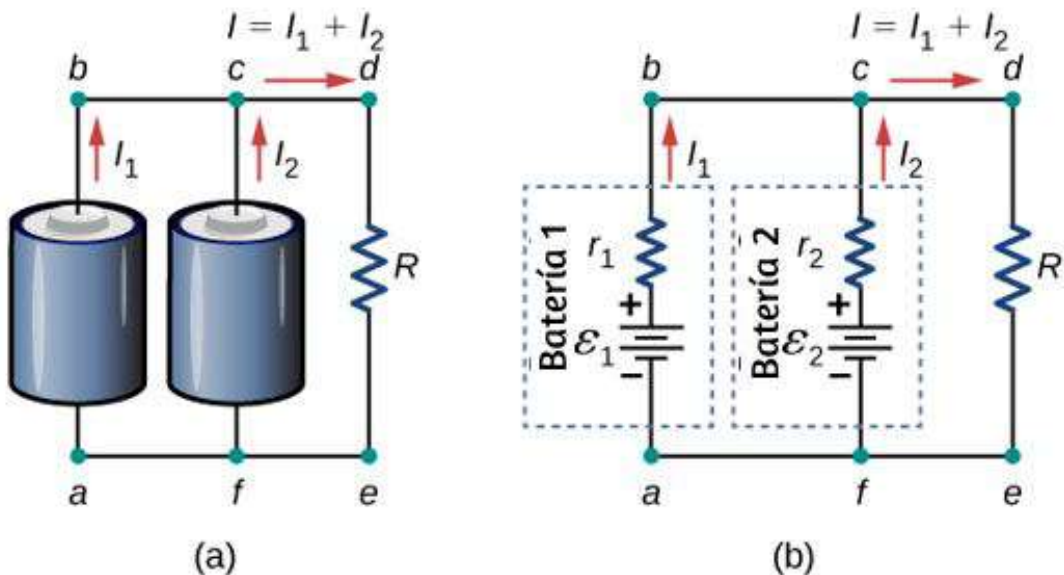 I = I₁ + I₂
b c d
I₁ I₂
R
a f e
(a)
I = I₁ + I₂
b c d
I₁ I₂
Batería 1 r₁ + ε₁ −
Batería 2 r₂ + ε₂ −
R
a f e
(b)